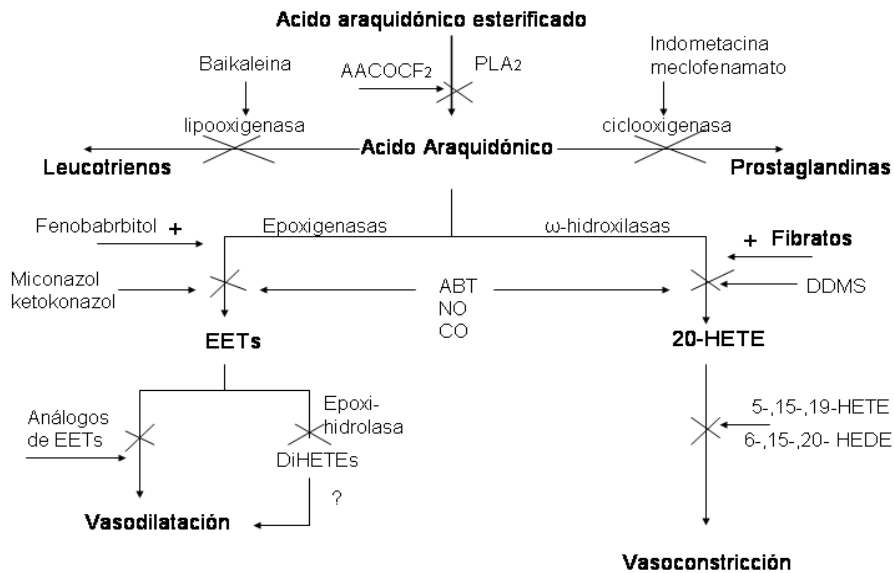 Acido araquidónico esterificado
Baikaleina
AACOCF2
PLA2
Indometacina
meclofenamato
lipooxigenasa
ciclooxigenasa
Leucotrienos
Acido Araquidónico
Prostaglandinas
Fenobabrbitol +
Epoxigenasas
ω-hidroxilasas
+ Fibratos
Miconazol
ketokonazol
ABT
NO
CO
DDMS
EETs
20-HETE
Análogos
de EETs
Epoxi-
hidrolasa
DiHETEs
?
5-,15-,19-HETE
6-,15-,20- HEDE
Vasodilatación
Vasoconstricción